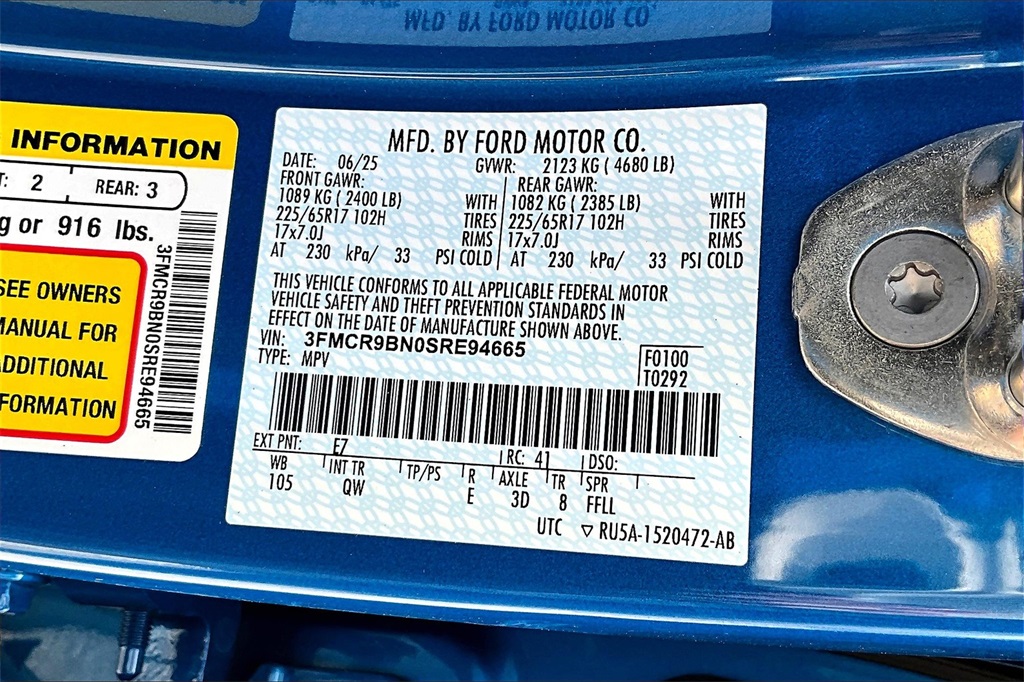 MFD. BY FORD MOTOR CO.
INFORMATION
: 2 REAR: 3
or 916 lbs.
SEE OWNERS
MANUAL FOR
ADDITIONAL
INFORMATION
3FMCR9BN0SRE94665
MFD. BY FORD MOTOR CO.
DATE: 06/25 GVWR: 2123 KG ( 4680 LB)
FRONT GAWR: REAR GAWR:
1089 KG ( 2400 LB) WITH 1082 KG ( 2385 LB) WITH
225/65R17 102H TIRES 225/65R17 102H TIRES
17x7.0J RIMS 17x7.0J RIMS
AT 230 kPa/ 33 PSI COLD AT 230 kPa/ 33 PSI COLD
THIS VEHICLE CONFORMS TO ALL APPLICABLE FEDERAL MOTOR
VEHICLE SAFETY AND THEFT PREVENTION STANDARDS IN
EFFECT ON THE DATE OF MANUFACTURE SHOWN ABOVE.
VIN: 3FMCR9BN0SRE94665
TYPE: MPV
F0100
T0292
EXT PNT: E7 RC: 41 DSO:
WB INT TR TP/PS R AXLE TR SPR
105 QW E 3D 8 FFLL
UTC ▽ RU5A-1520472-AB